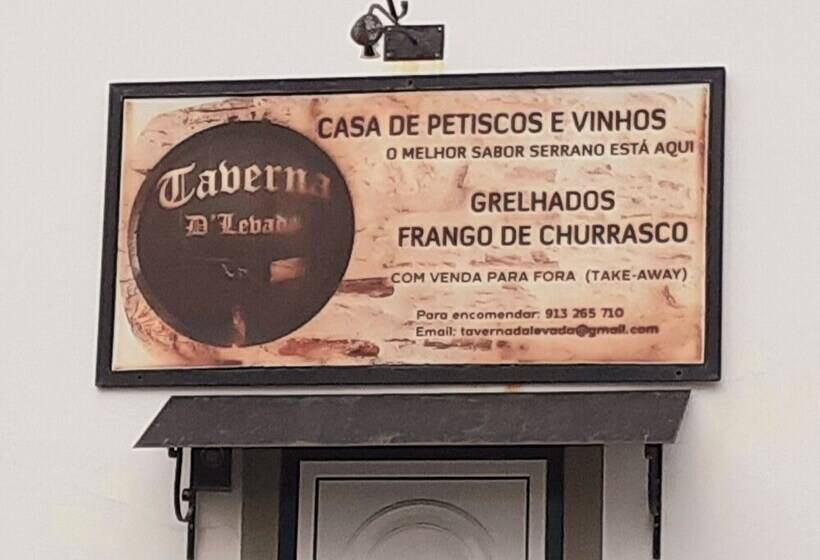 Taverna
D'Levada
CASA DE PETISCOS E VINHOS
O MELHOR SABOR SERRANO ESTÁ AQUI
GRELHADOS
FRANGO DE CHURRASCO
COM VENDA PARA FORA (TAKE-AWAY)
Para encomendar: 913 265 710
Email: tavernadalevada@gmail.com